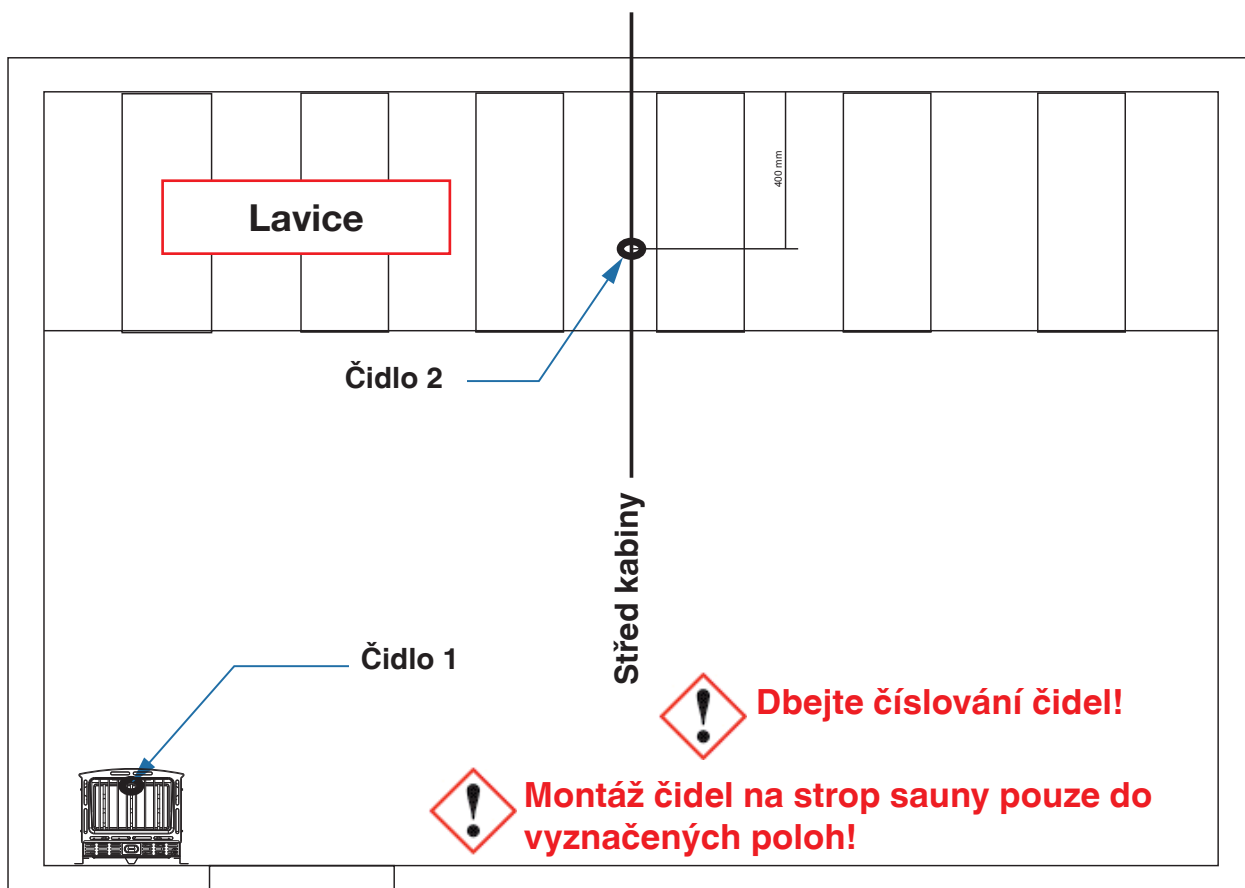 400 mm
Lavice
Čidlo 2
Střed kabiny
Čidlo 1
Dbejte číslování čidel!
Montáž čidel na strop sauny pouze do
vyznačených poloh!